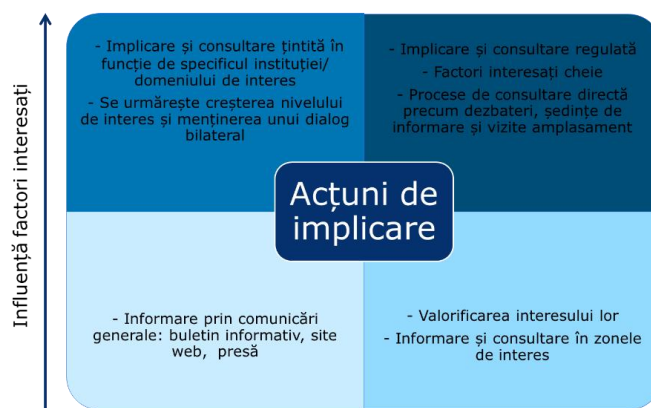 Influență factori interesați
- Implicare și consultare țintită în
funcție de specificul instituției/
domeniului de interes
- Se urmărește creșterea nivelului
de interes și menținerea unui dialog
bilateral
- Implicare și consultare regulată
- Factori interesați cheie
- Procese de consultare directă
precum dezbateri, ședințe de
informare și vizite amplasament
Acțuni de
implicare
- Informare prin comunicări
generale: buletin informativ, site
web, presă
- Valorificarea interesului lor
- Informare și consultare în zonele
de interes